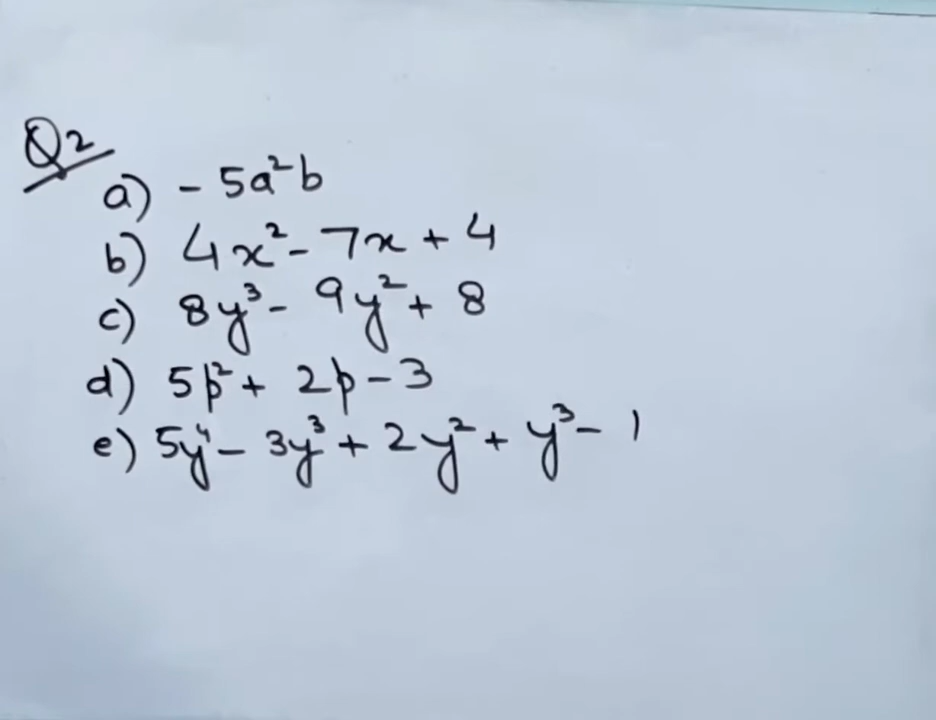 Q2
a) - 5a²b
b) 4x² - 7x + 4
c) 8y³ - 9y² + 8
d) 5p² + 2p - 3
e) 5y⁴ - 3y³ + 2y² + y³ - 1